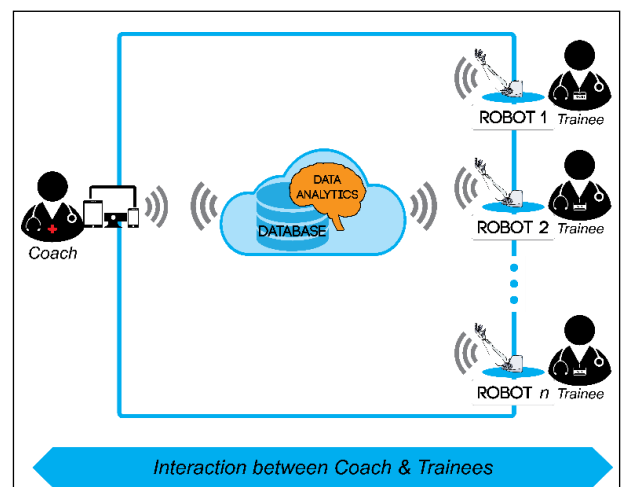 ROBOT 1 Trainee
DATA
ANALYTICS
DATABASE
Coach
ROBOT 2 Trainee
ROBOT n Trainee
Interaction between Coach & Trainees